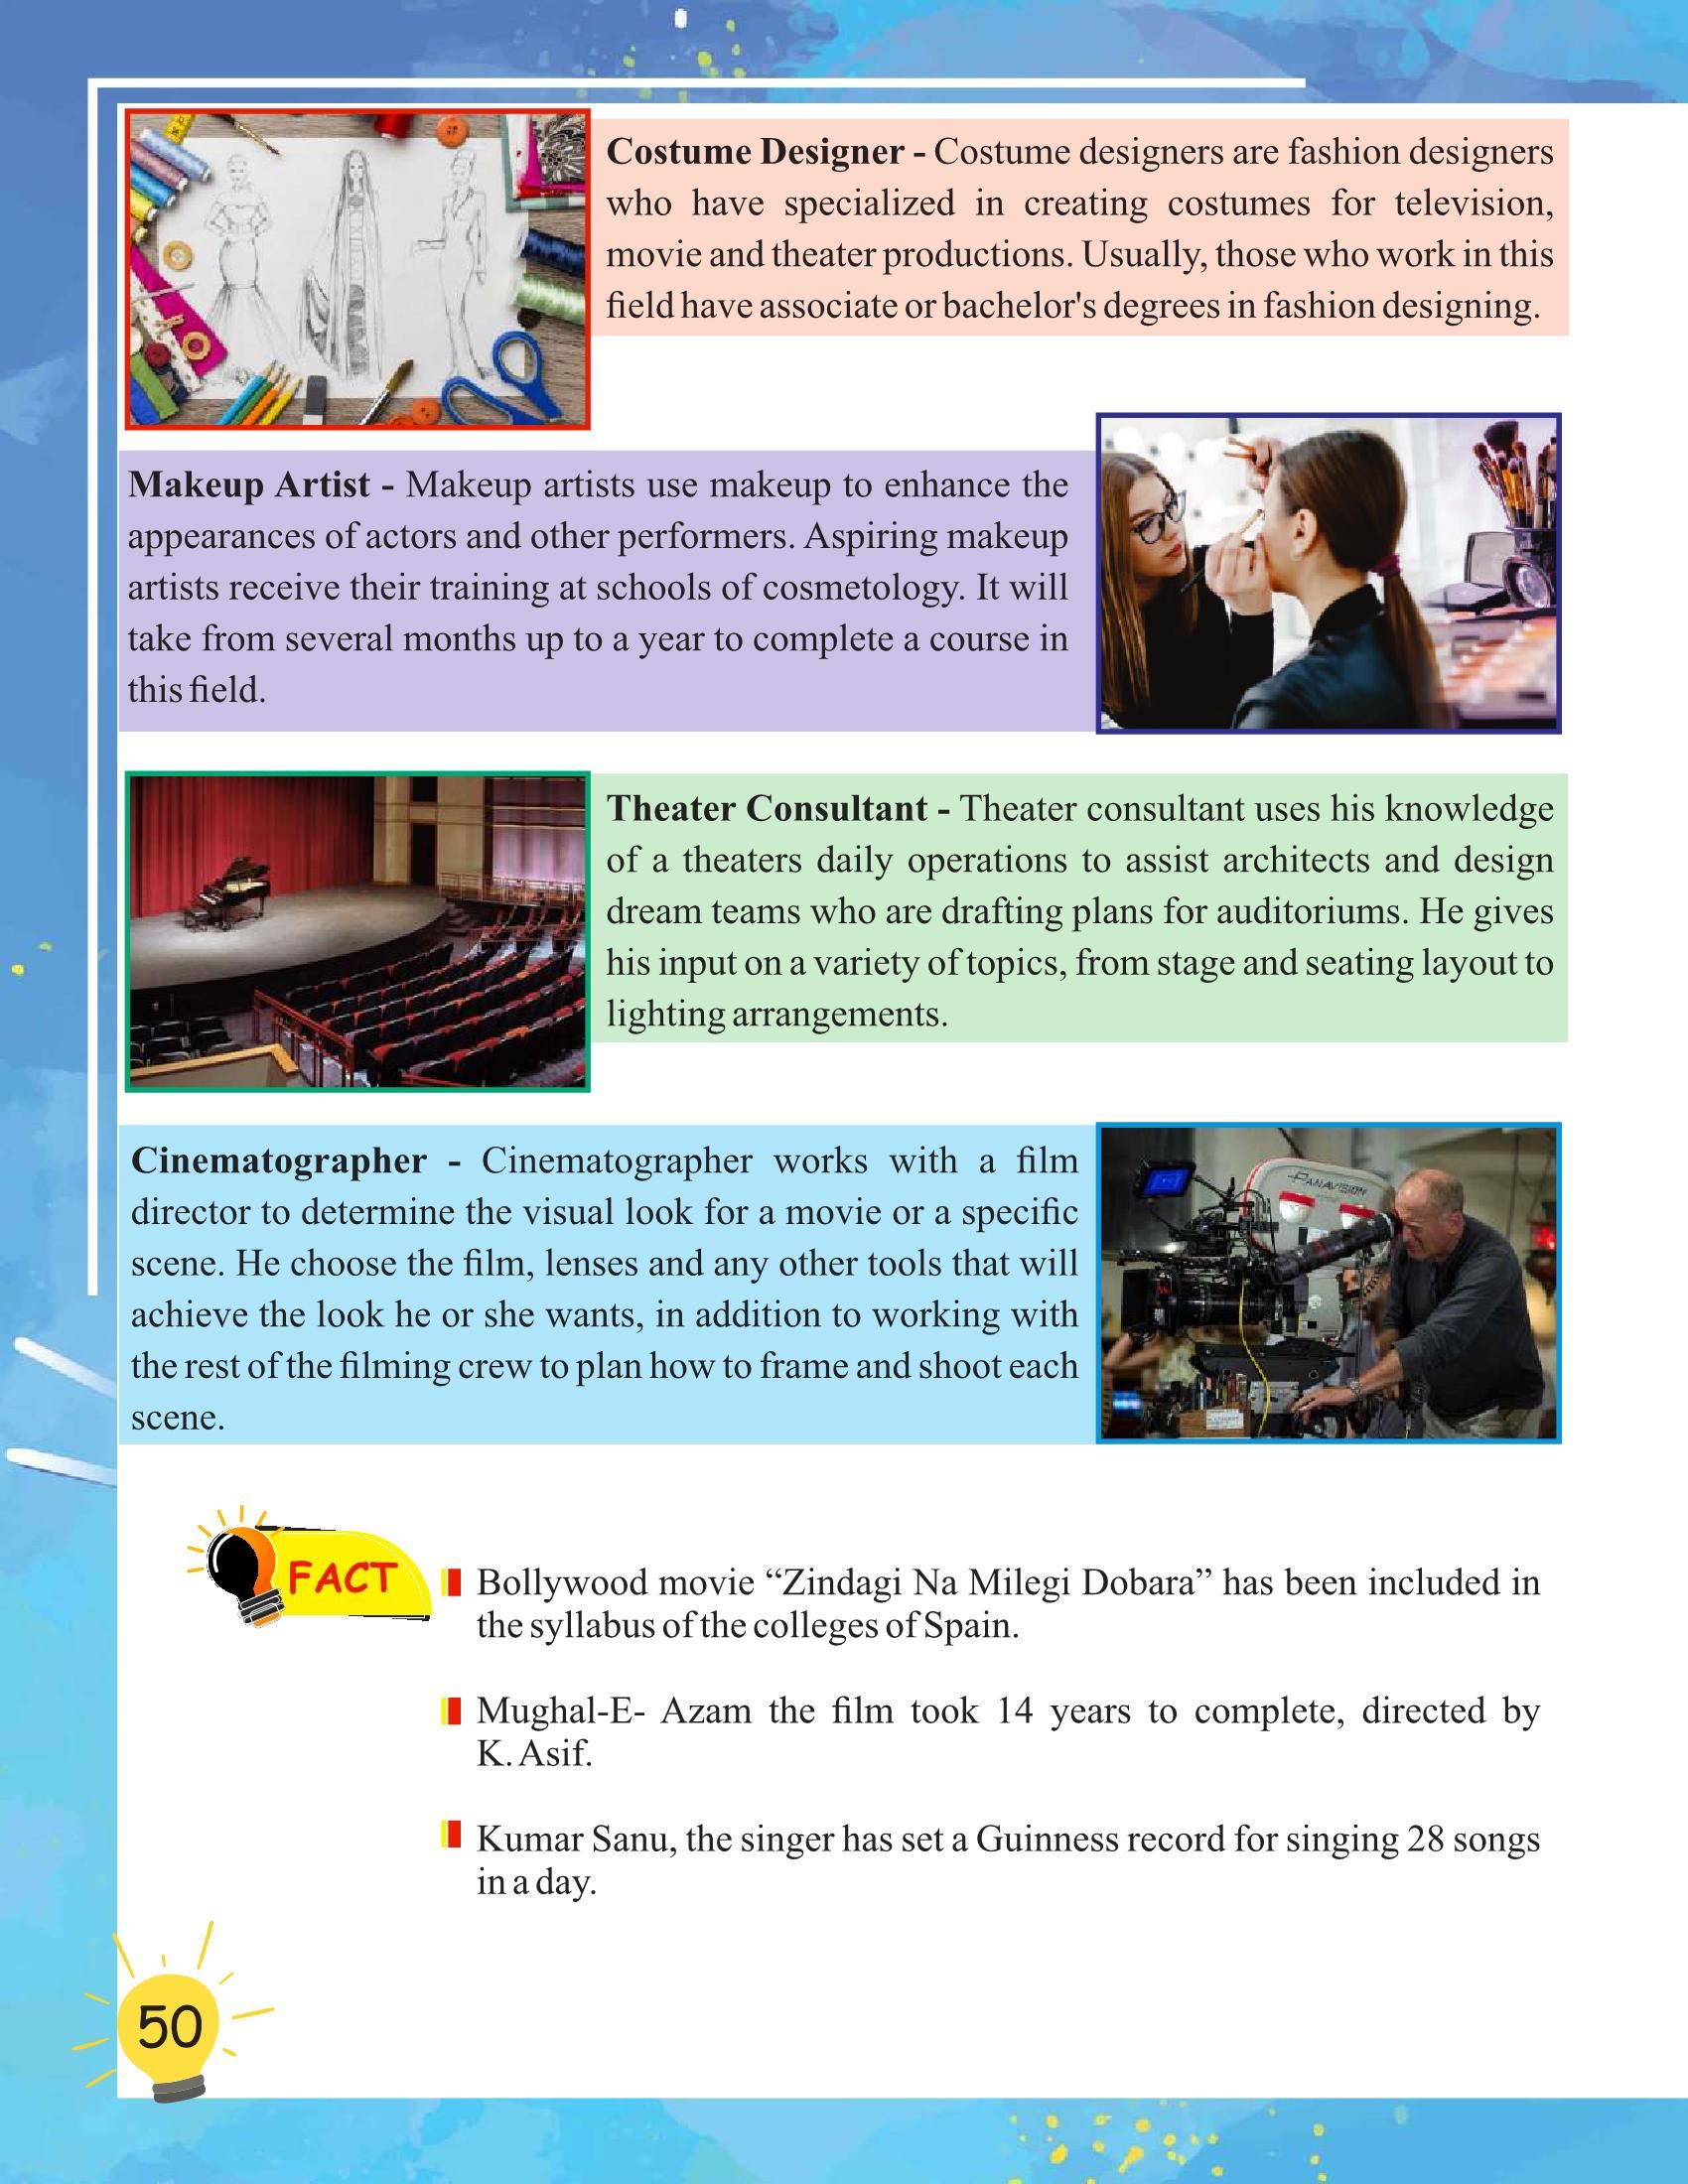 Costume Designer - Costume designers are fashion designers
who have specialized in creating costumes for television,
movie and theater productions. Usually, those who work in this
field have associate or bachelor's degrees in fashion designing.
Makeup Artist - Makeup artists use makeup to enhance the
appearances of actors and other performers. Aspiring makeup
artists receive their training at schools of cosmetology. It will
take from several months up to a year to complete a course in
this field.
Theater Consultant - Theater consultant uses his knowledge
of a theaters daily operations to assist architects and design
dream teams who are drafting plans for auditoriums. He gives
his input on a variety of topics, from stage and seating layout to
lighting arrangements.
Cinematographer - Cinematographer works with a film
director to determine the visual look for a movie or a specific
scene. He choose the film, lenses and any other tools that will
achieve the look he or she wants, in addition to working with
the rest of the filming crew to plan how to frame and shoot each
scene.
PANAVISION
FACT
Bollywood movie “Zindagi Na Milegi Dobara” has been included in
the syllabus of the colleges of Spain.
Mughal-E- Azam the film took 14 years to complete, directed by
K. Asif.
Kumar Sanu, the singer has set a Guinness record for singing 28 songs
in a day.
50